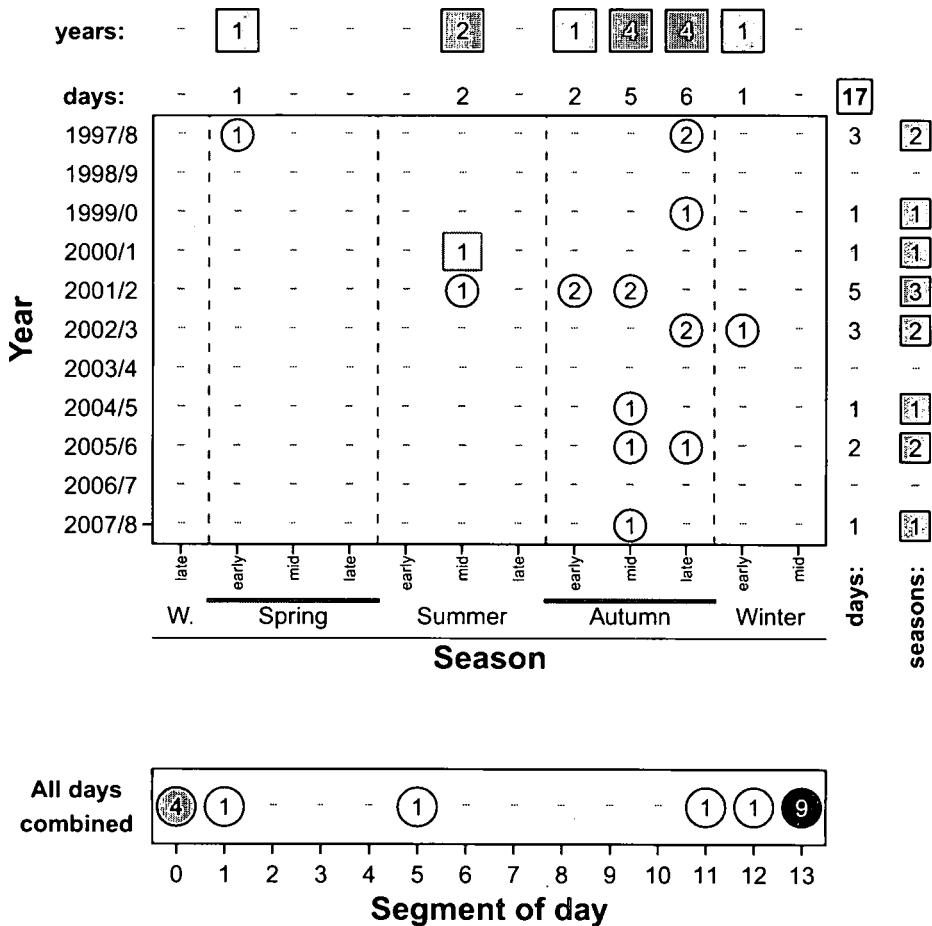 years: - 1 - - - 2 - 1 4 4 1 -
days: - 1 - - - 2 - 2 5 6 1 - 17
1997/8 - 1 - - - - - - - 2 - - 3 2
1998/9 - - - - - - - - - - - - - -
1999/0 - - - - - - - - - 1 - - 1 1
2000/1 - - - - - 1 - - - - - - 1 1
2001/2 - - - - - 1 - 2 2 - - - 5 3
2002/3 - - - - - - - - - 2 1 - 3 2
2003/4 - - - - - - - - - - - - - -
2004/5 - - - - - - - - 1 - - - 1 1
2005/6 - - - - - - - - 1 1 - - 2 2
2006/7 - - - - - - - - - - - - - -
2007/8 - - - - - - - - 1 - - - 1 1
Year
late early mid late early mid late early mid late early mid
W. Spring Summer Autumn Winter
days: seasons:
Season
All days
combined
4 1 - - - 1 - - - - - 1 1 9
0 1 2 3 4 5 6 7 8 9 10 11 12 13
Segment of day